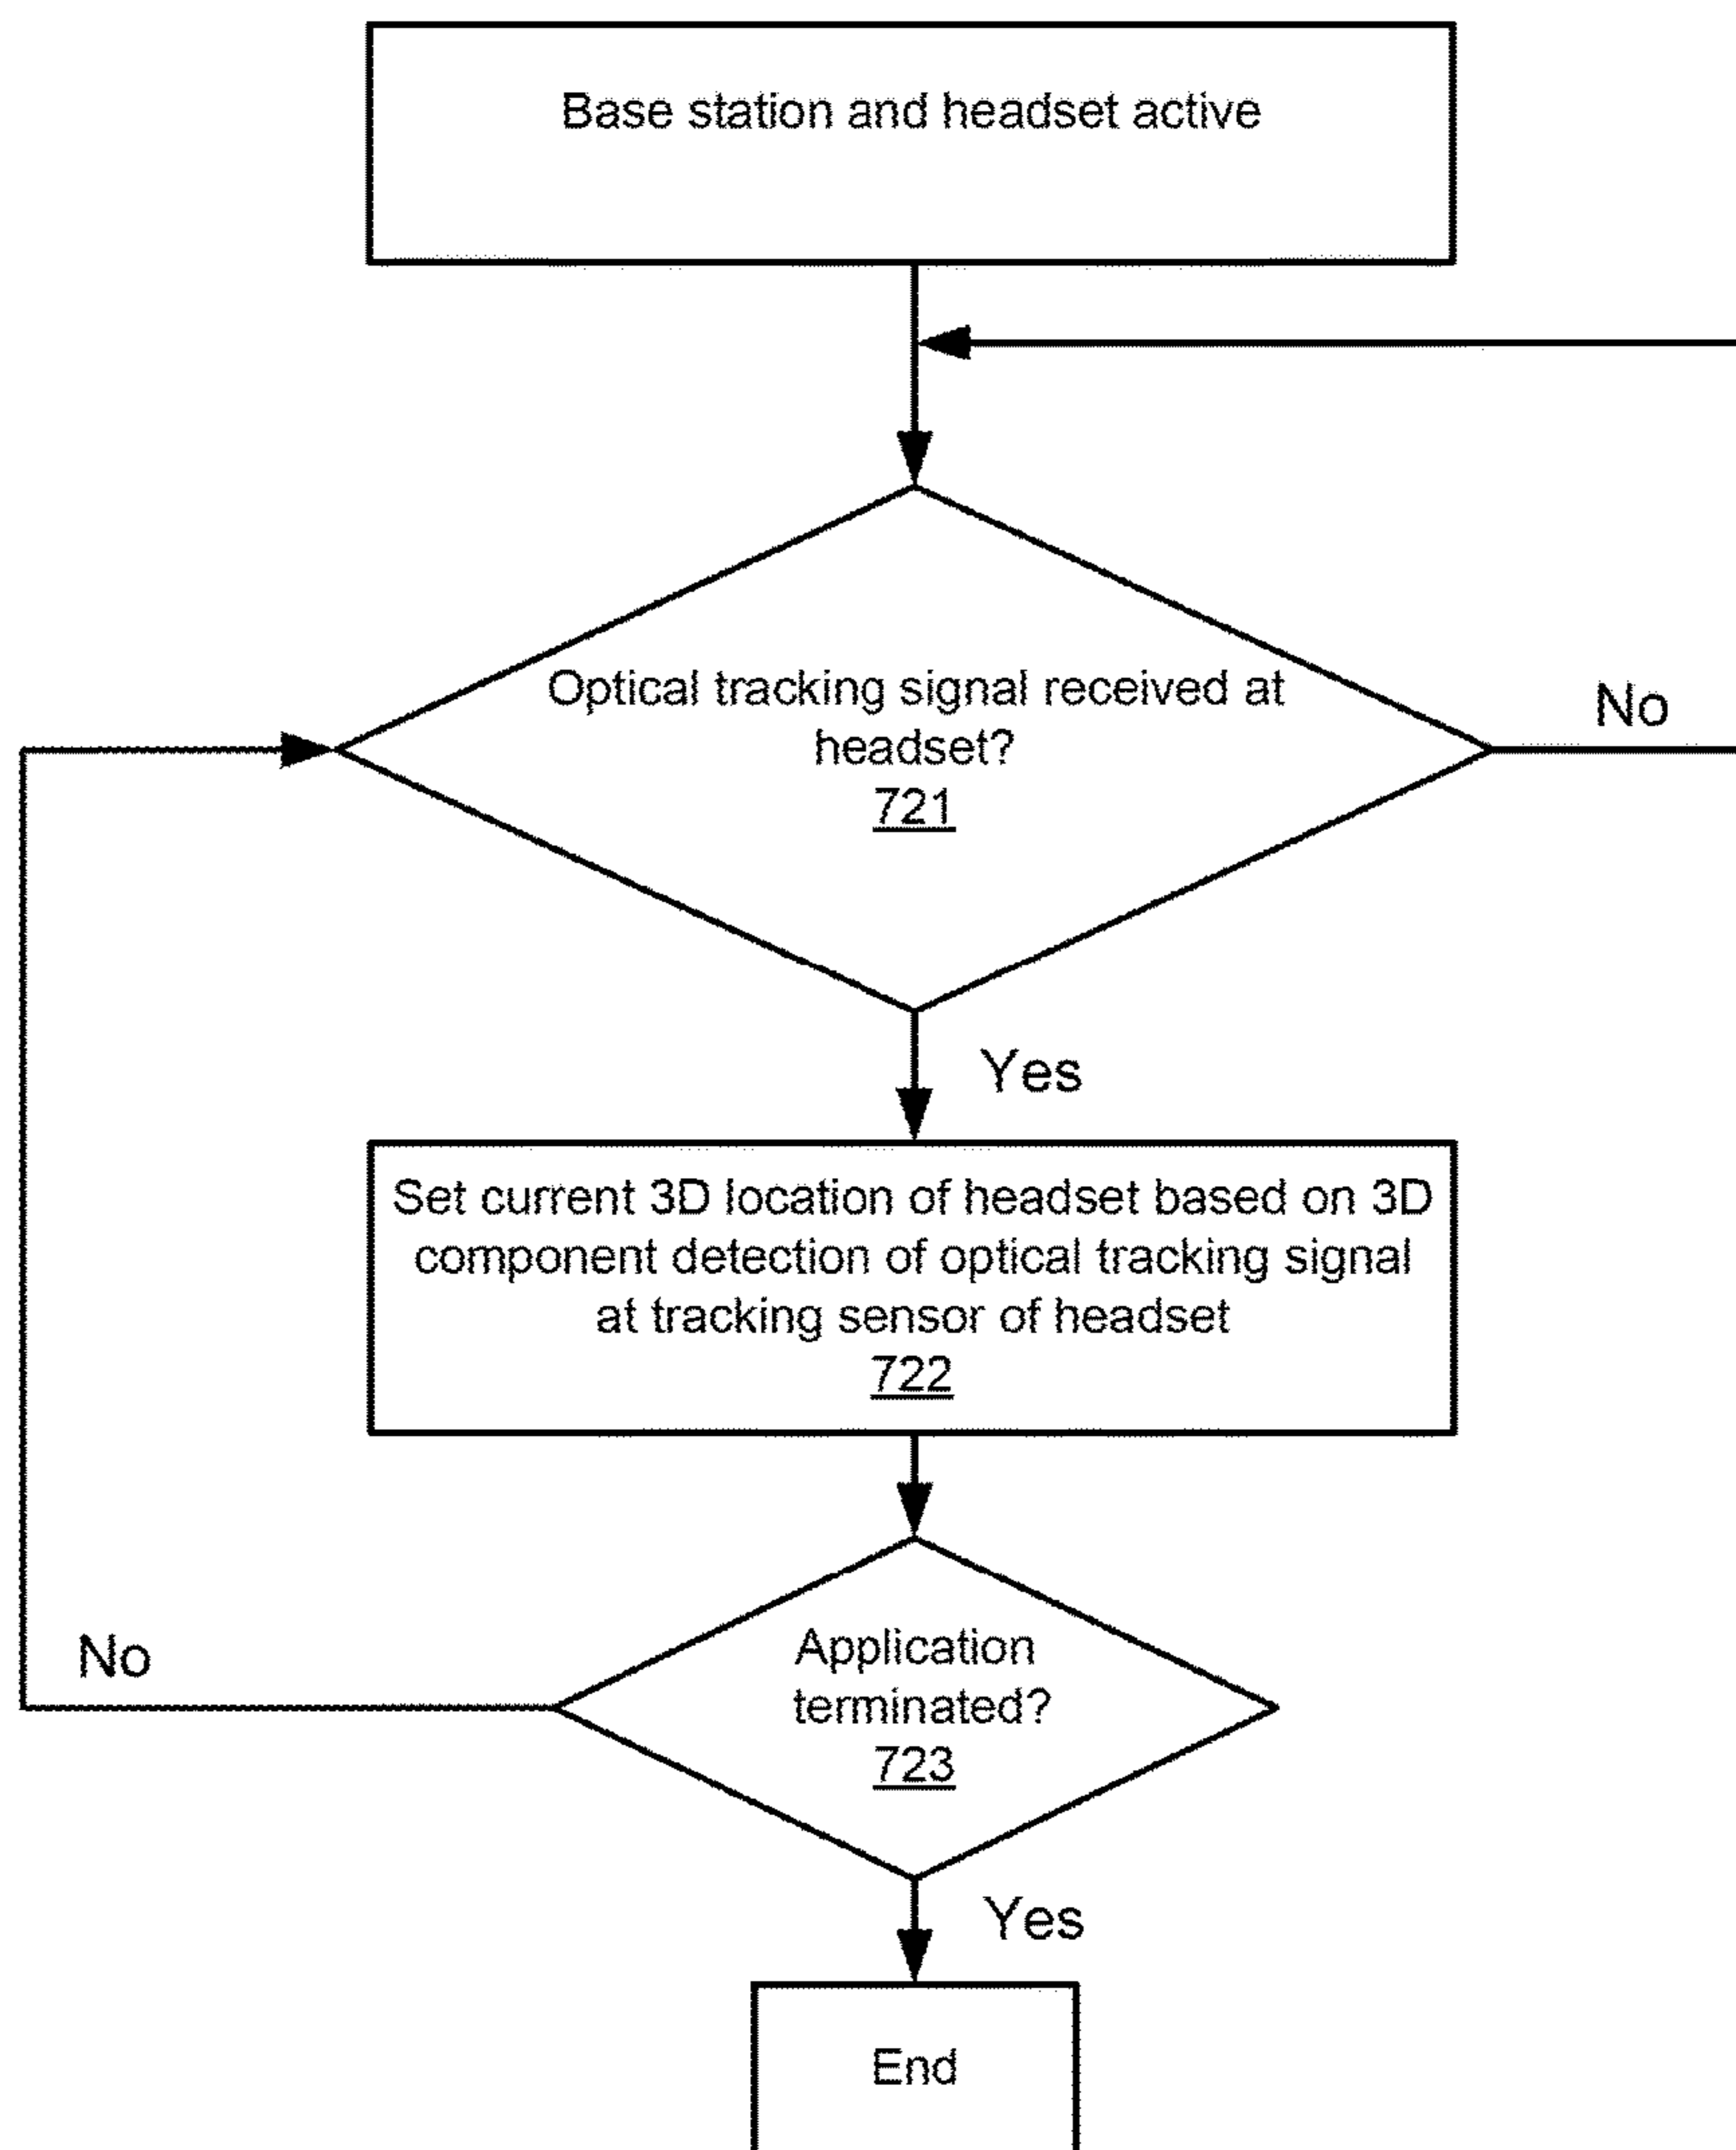 Base station and headset active
Optical tracking signal received at
headset?
721
No
Yes
Set current 3D location of headset based on 3D
component detection of optical tracking signal
at tracking sensor of headset
722
Application
terminated?
723
No
Yes
End